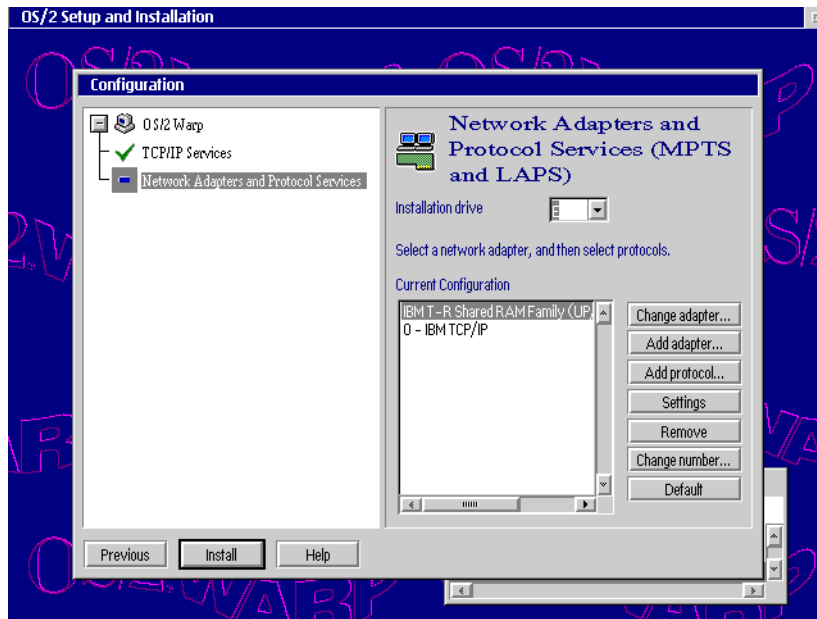 OS/2 Setup and Installation
Configuration
OS/2 Warp
TCP/IP Services
Network Adapters and Protocol Services
Network Adapters and
Protocol Services (MPTS
and LAPS)
Installation drive
Select a network adapter, and then select protocols.
Current Configuration
IBM T-R Shared RAM Family (UP/
0 - IBM TCP/IP
Change adapter...
Add adapter...
Add protocol...
Settings
Remove
Change number...
Default
Previous
Install
Help
OS/2 WARP